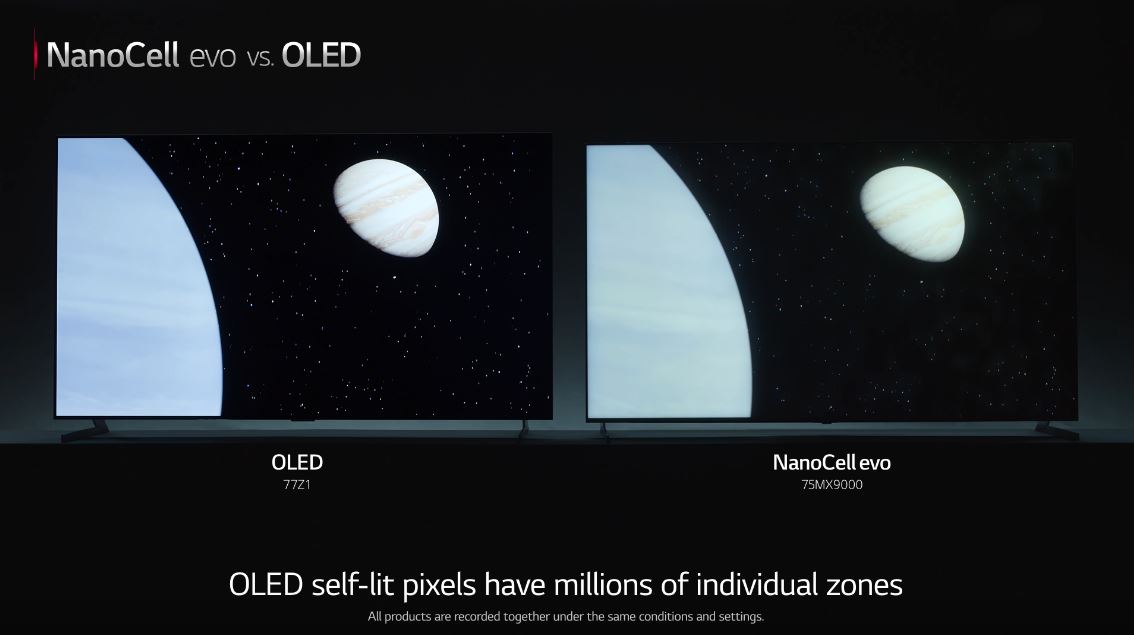 NanoCell evo vs. OLED
OLED
77Z1
NanoCell evo
75MX9000
OLED self-lit pixels have millions of individual zones
All products are recorded together under the same conditions and settings.